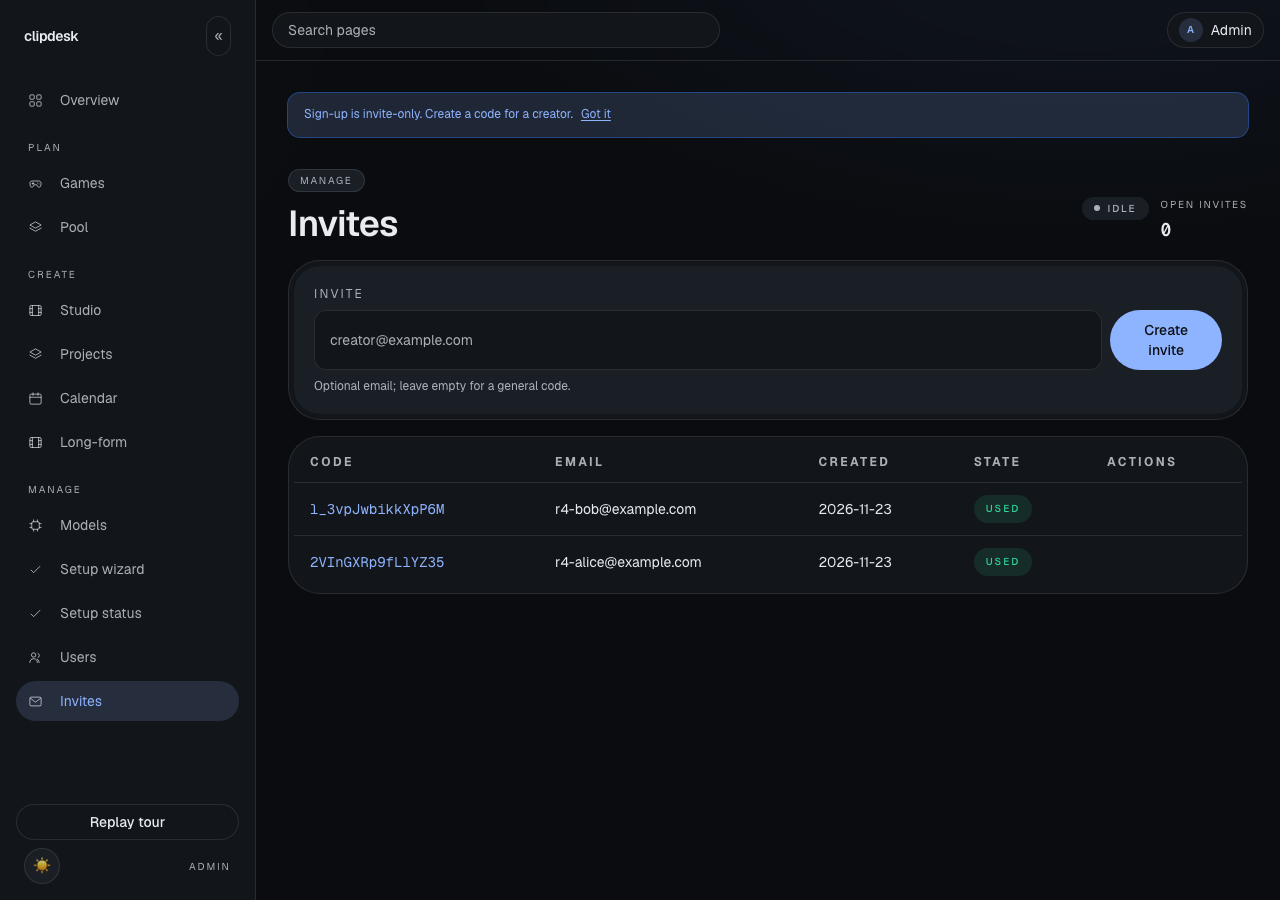 clipdesk
«
Overview
PLAN
Games
Pool
CREATE
Studio
Projects
Calendar
Long-form
MANAGE
Models
Setup wizard
Setup status
Users
Invites
Replay tour
ADMIN
Search pages
A Admin
Sign-up is invite-only. Create a code for a creator. Got it
MANAGE
Invites
IDLE
OPEN INVITES
0
INVITE
creator@example.com
Create
invite
Optional email; leave empty for a general code.
CODE EMAIL CREATED STATE ACTIONS
l_3vpJwbikkXpP6M r4-bob@example.com 2026-11-23 USED
2VInGXRp9fLlYZ35 r4-alice@example.com 2026-11-23 USED